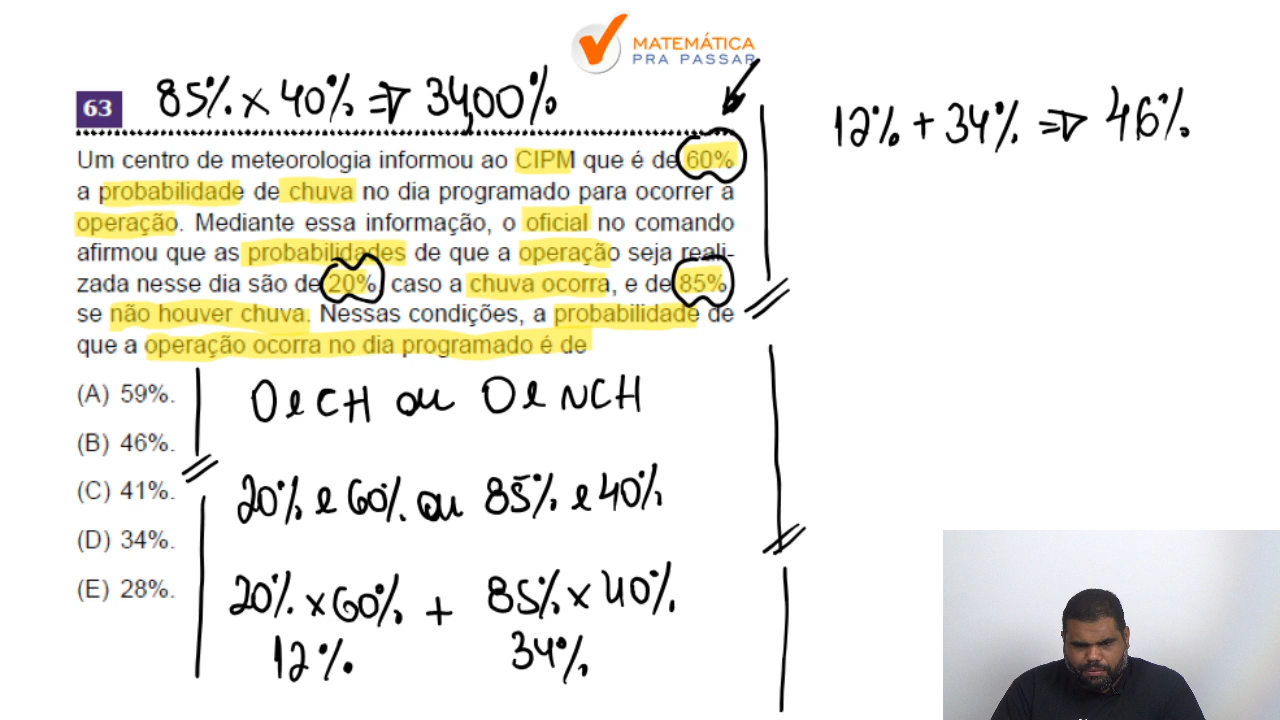 MATEMÁTICA
PRA PASSAR
63
85% x 40% => 34,00%
12% + 34% => 46%
Um centro de meteorologia informou ao CIPM que é de 60%
a probabilidade de chuva no dia programado para ocorrer a
operação. Mediante essa informação, o oficial no comando
afirmou que as probabilidades de que a operação seja reali-
zada nesse dia são de 20%, caso a chuva ocorra, e de 85%
se não houver chuva. Nessas condições, a probabilidade de
que a operação ocorra no dia programado é de
(A) 59%.
(B) 46%.
(C) 41%.
(D) 34%.
(E) 28%.
O e CH ou O e NCH
20% e 60% ou 85% e 40%
20% x 60% + 85% x 40%
12% 34%